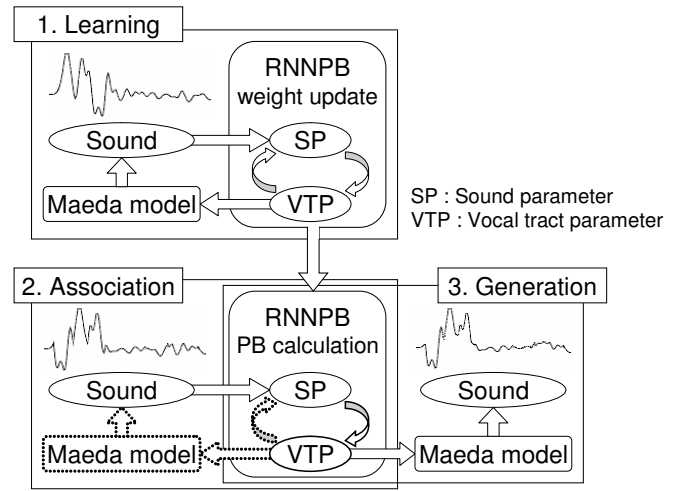 1. Learning
RNNPB
weight update
Sound
SP
Maeda model
VTP
SP : Sound parameter
VTP : Vocal tract parameter
2. Association
3. Generation
RNNPB
PB calculation
Sound
SP
Sound
Maeda model
VTP
Maeda model